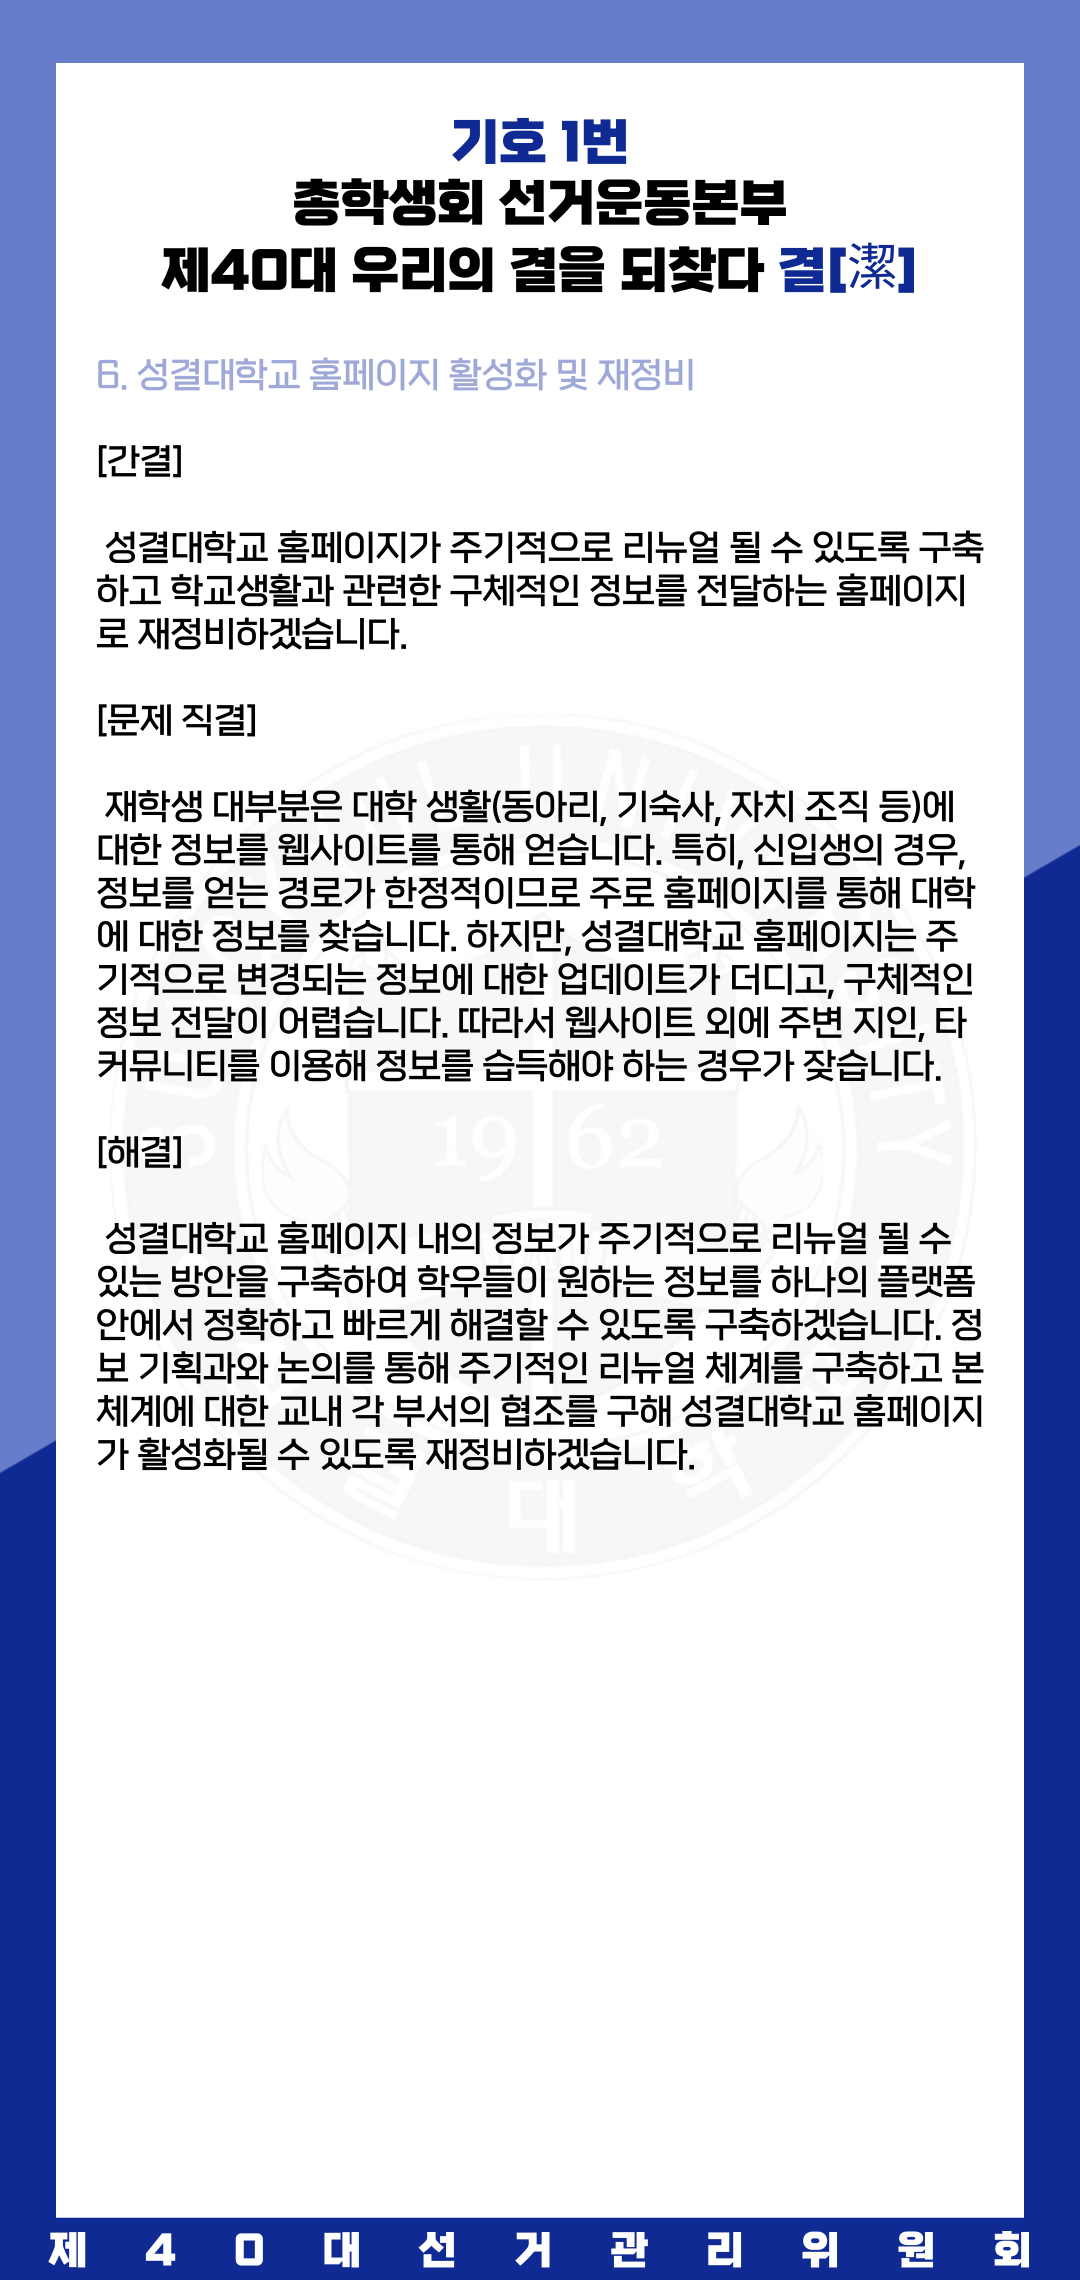 기호 1번
총학생회 선거운동본부
제40대 우리의 결을 되찾다 결[潔]
6. 성결대학교 홈페이지 활성화 및 재정비
[간결]
성결대학교 홈페이지가 주기적으로 리뉴얼 될 수 있도록 구축
하고 학교생활과 관련한 구체적인 정보를 전달하는 홈페이지
로 재정비하겠습니다.
[문제 직결]
재학생 대부분은 대학 생활(동아리, 기숙사, 자치 조직 등)에
대한 정보를 웹사이트를 통해 얻습니다. 특히, 신입생의 경우,
정보를 얻는 경로가 한정적이므로 주로 홈페이지를 통해 대학
에 대한 정보를 찾습니다. 하지만, 성결대학교 홈페이지는 주
기적으로 변경되는 정보에 대한 업데이트가 더디고, 구체적인
정보 전달이 어렵습니다. 따라서 웹사이트 외에 주변 지인, 타
커뮤니티를 이용해 정보를 습득해야 하는 경우가 잦습니다.
1962
[해결]
성결대학교 홈페이지 내의 정보가 주기적으로 리뉴얼 될 수
있는 방안을 구축하여 학우들이 원하는 정보를 하나의 플랫폼
안에서 정확하고 빠르게 해결할 수 있도록 구축하겠습니다. 정
보 기획과와 논의를 통해 주기적인 리뉴얼 체계를 구축하고 본
체계에 대한 교내 각 부서의 협조를 구해 성결대학교 홈페이지
가 활성화될 수 있도록 재정비하겠습니다.
제40대선거관리위원회